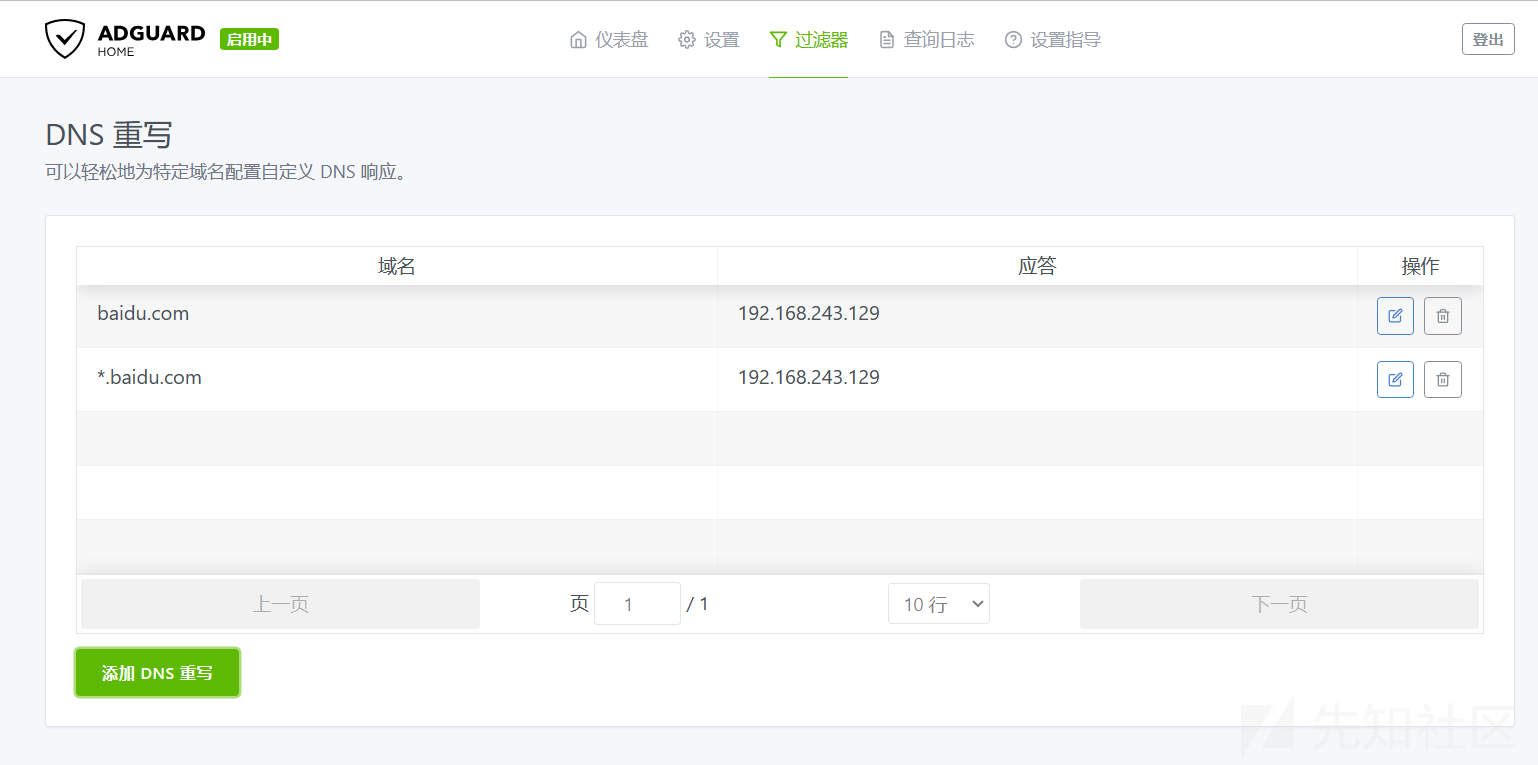 ADGUARD
HOME
启用中
仪表盘
设置
过滤器
查询日志
设置指导
登出
DNS 重写
可以轻松地为特定域名配置自定义 DNS 响应。
域名 应答 操作
baidu.com 192.168.243.129
*.baidu.com 192.168.243.129
上一页 页 1 / 1 10 行 下一页
添加 DNS 重写
先知社区